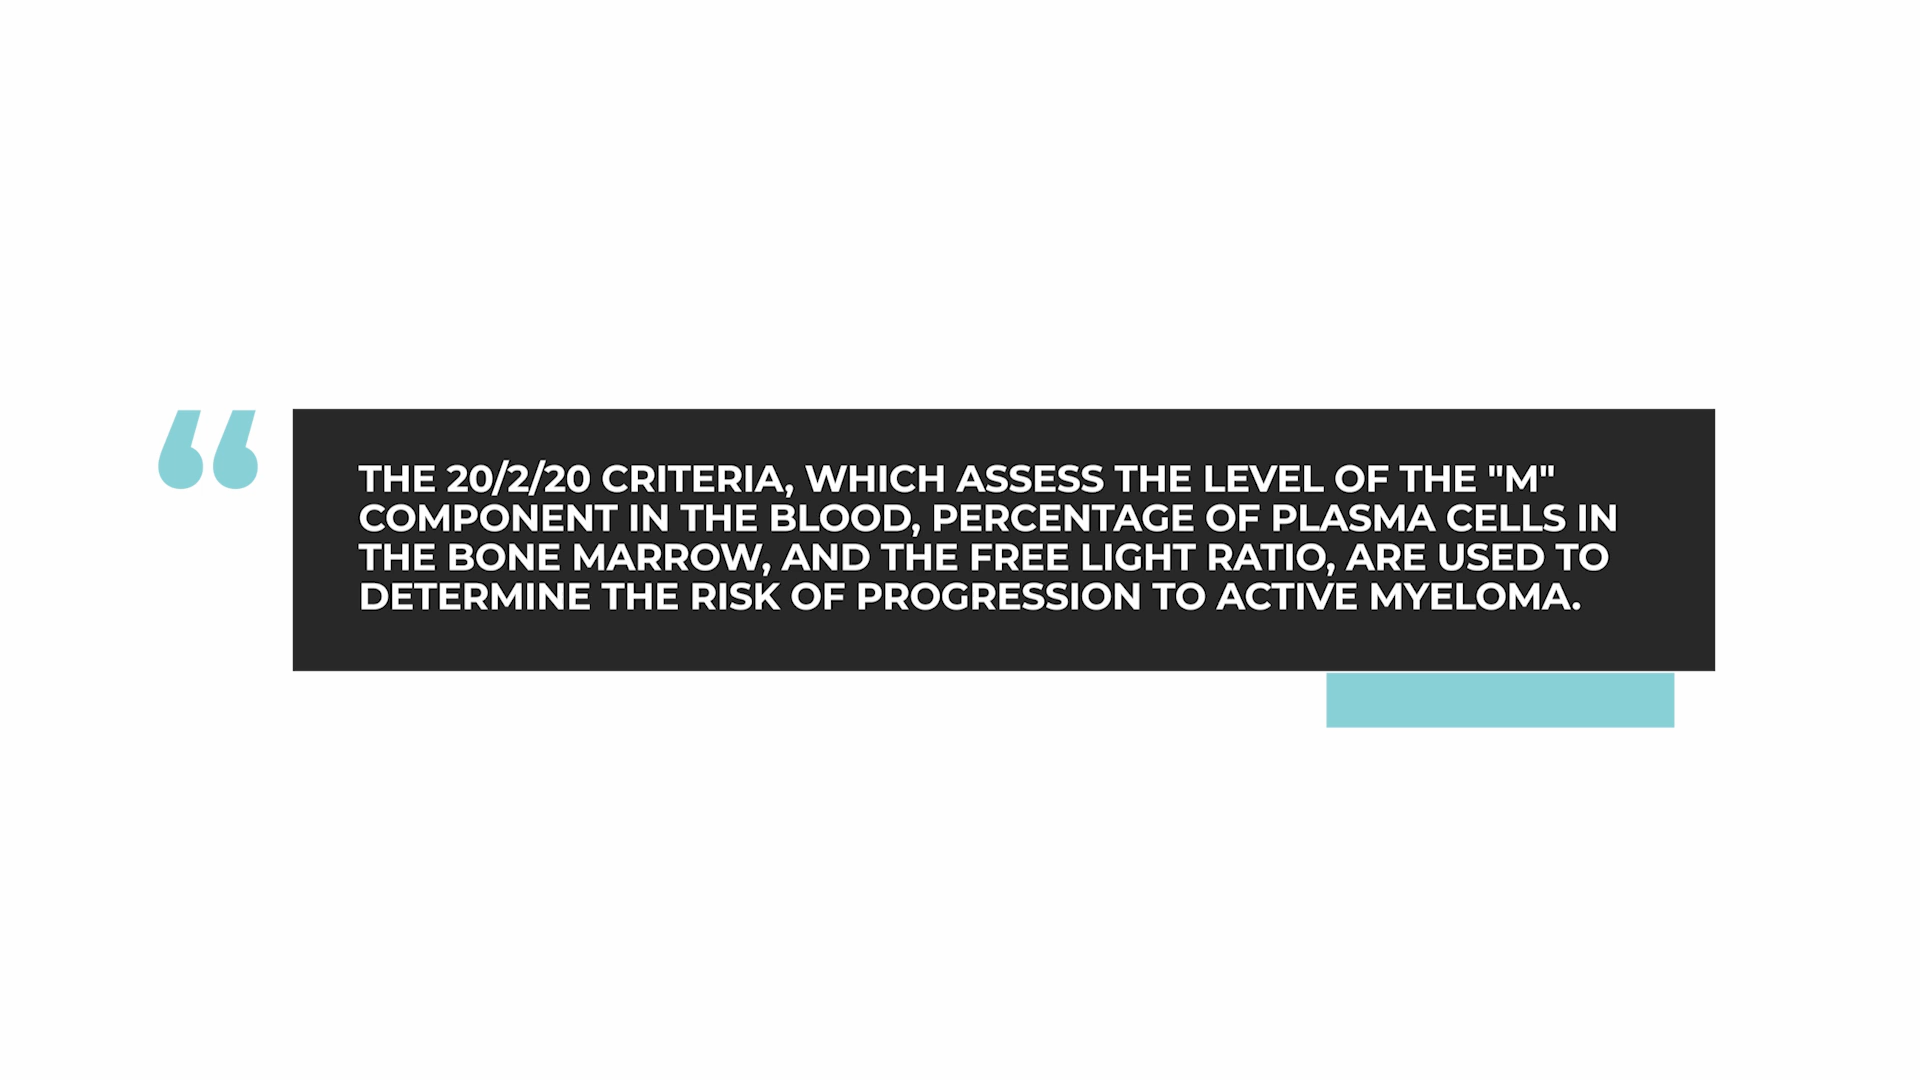 “
THE 20/2/20 CRITERIA, WHICH ASSESS THE LEVEL OF THE "M"
COMPONENT IN THE BLOOD, PERCENTAGE OF PLASMA CELLS IN
THE BONE MARROW, AND THE FREE LIGHT RATIO, ARE USED TO
DETERMINE THE RISK OF PROGRESSION TO ACTIVE MYELOMA.